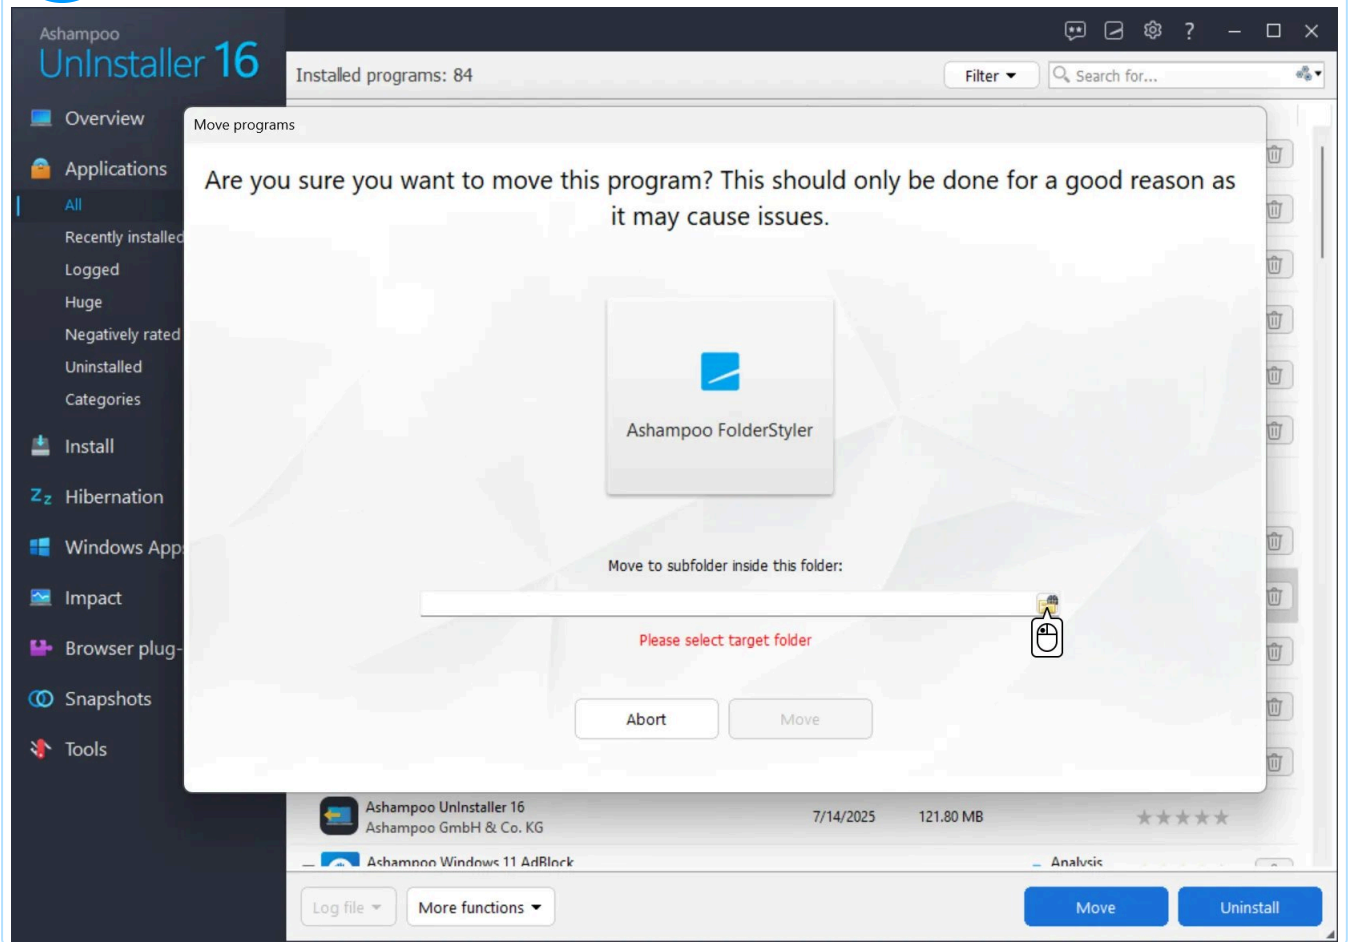 Ashampoo
UnInstaller 16
Installed programs: 84
Filter
Search for...
Overview
Applications
All
Recently installed
Logged
Huge
Negatively rated
Uninstalled
Categories
Install
Zz Hibernation
Windows Apps
Impact
Browser plug-
Snapshots
Tools
Move programs
Are you sure you want to move this program? This should only be done for a good reason as
it may cause issues.
Ashampoo FolderStyler
Move to subfolder inside this folder:
Please select target folder
Abort
Move
Ashampoo UnInstaller 16
Ashampoo GmbH & Co. KG
7/14/2025
121.80 MB
Ashampoo Windows 11 AdBlock
Analysis
Log file
More functions
Move
Uninstall